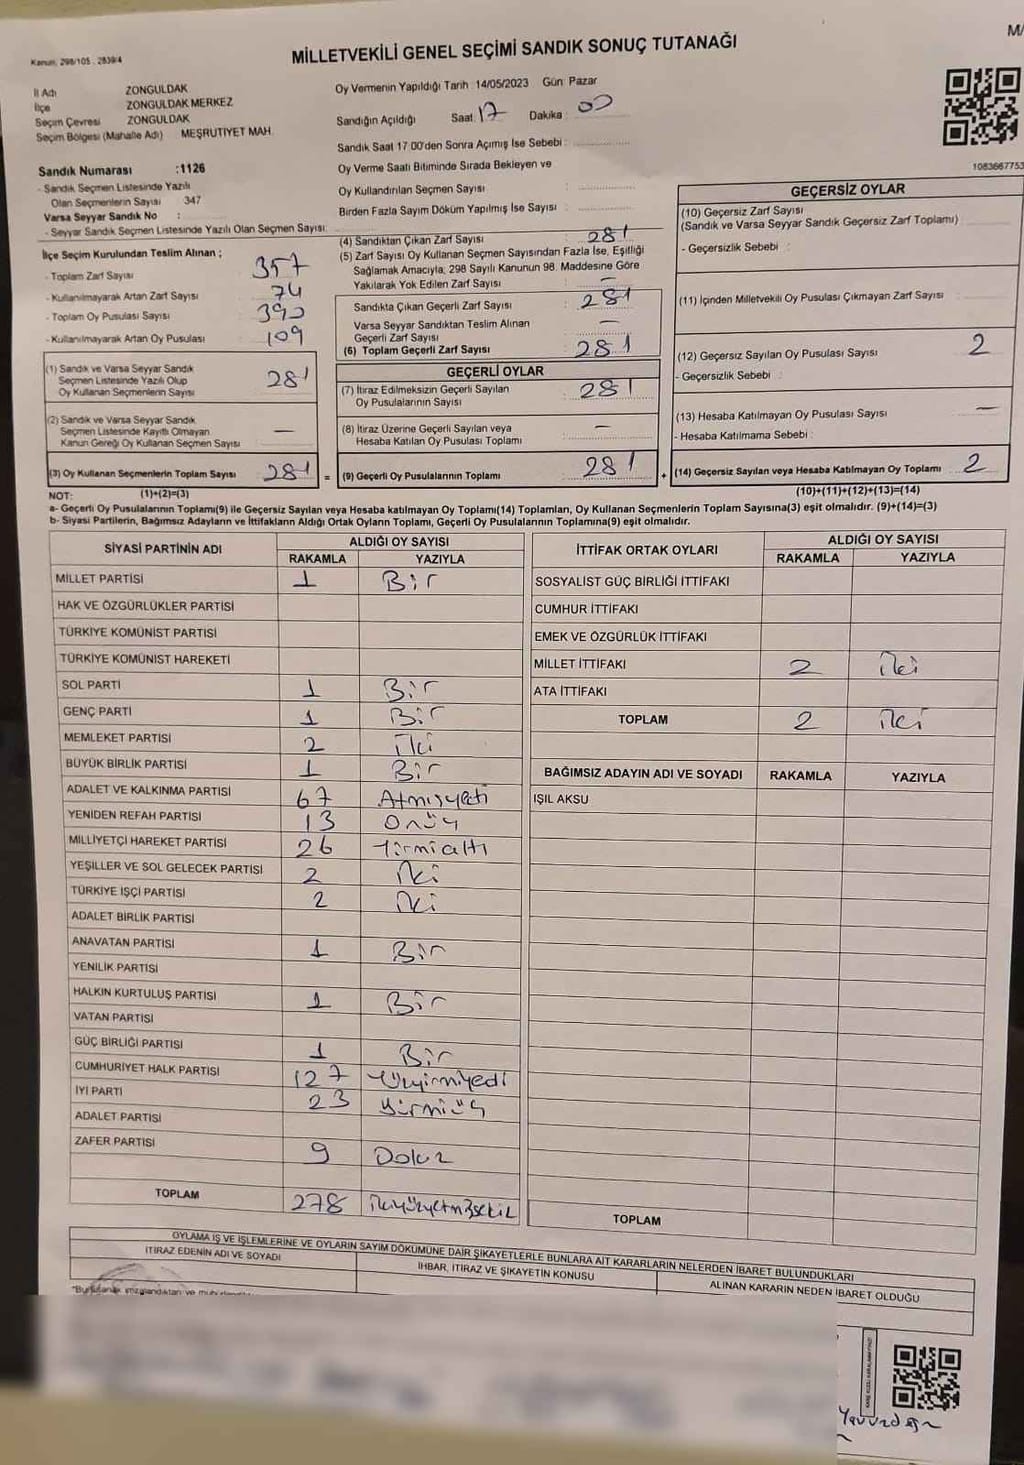 Kanun, 298/105 . 2839/4
MİLLETVEKİLİ GENEL SEÇİMİ SANDIK SONUÇ TUTANAĞI
M/
İl Adı ZONGULDAK
İlçe ZONGULDAK MERKEZ
Seçim Çevresi ZONGULDAK
Seçim Bölgesi (Mahalle Adı) MEŞRUTİYET MAH.
Sandık Numarası :1126
- Sandık Seçmen Listesinde Yazılı
Olan Seçmenlerin Sayısı 347
Varsa Seyyar Sandık No :
- Seyyar Sandık Seçmen Listesinde Yazılı Olan Seçmen Sayısı:
İlçe Seçim Kurulundan Teslim Alınan ;
- Toplam Zarf Sayısı 357
- Kullanılmayarak Artan Zarf Sayısı 74
- Toplam Oy Pusulası Sayısı 390
- Kullanılmayarak Artan Oy Pusulası 109
(1) Sandık ve Varsa Seyyar Sandık
Seçmen Listesinde Yazılı Olup
Oy Kullanan Seçmenlerin Sayısı 281
(2) Sandık ve Varsa Seyyar Sandık
Seçmen Listesinde Kayıtlı Olmayan
Kanun Gereği Oy Kullanan Seçmen Sayısı —
(3) Oy Kullanan Seçmenlerin Toplam Sayısı 281 =
Oy Vermenin Yapıldığı Tarih : 14/05/2023 Gün: Pazar
Sandığın Açıldığı Saat: 17 Dakika : 00
Sandık Saat 17.00'den Sonra Açımış İse Sebebi :
Oy Verme Saati Bitiminde Sırada Bekleyen ve
Oy Kullandırılan Seçmen Sayısı :
Birden Fazla Sayım Döküm Yapılmış İse Sayısı :
(4) Sandıktan Çıkan Zarf Sayısı : 281
(5) Zarf Sayısı Oy Kullanan Seçmen Sayısından Fazla İse, Eşitliği
Sağlamak Amacıyla; 298 Sayılı Kanunun 98. Maddesine Göre
Yakılarak Yok Edilen Zarf Sayısı : —
Sandıkta Çıkan Geçerli Zarf Sayısı : 281
Varsa Seyyar Sandıktan Teslim Alınan
Geçerli Zarf Sayısı : —
(6) Toplam Geçerli Zarf Sayısı : 281
GEÇERLİ OYLAR
(7) İtiraz Edilmeksizin Geçerli Sayılan
Oy Pusulalarının Sayısı : 281
(8) İtiraz Üzerine Geçerli Sayılan veya
Hesaba Katılan Oy Pusulası Toplamı : —
(9) Geçerli Oy Pusulalarının Toplamı 281 +
1083667753
GEÇERSİZ OYLAR
(10) Geçersiz Zarf Sayısı
(Sandık ve Varsa Seyyar Sandık Geçersiz Zarf Toplamı) :
- Geçersizlik Sebebi :
(11) İçinden Milletvekili Oy Pusulası Çıkmayan Zarf Sayısı :
(12) Geçersiz Sayılan Oy Pusulası Sayısı : 2
- Geçersizlik Sebebi :
(13) Hesaba Katılmayan Oy Pusulası Sayısı : —
- Hesaba Katılmama Sebebi :
(14) Geçersiz Sayılan veya Hesaba Katılmayan Oy Toplamı 2
NOT: (1)+(2)=(3)
(10)+(11)+(12)+(13)=(14)
a- Geçerli Oy Pusulalarının Toplamı(9) ile Geçersiz Sayılan veya Hesaba katılmayan Oy Toplamı(14) Toplamları, Oy Kullanan Seçmenlerin Toplam Sayısına(3) eşit olmalıdır. (9)+(14)=(3)
b- Siyasi Partilerin, Bağımsız Adayların ve İttifakların Aldığı Ortak Oyların Toplamı, Geçerli Oy Pusulalarının Toplamına(9) eşit olmalıdır.
SİYASİ PARTİNİN ADI ALDIĞI OY SAYISI
RAKAMLA YAZIYLA
MİLLET PARTİSİ 1 Bir
HAK VE ÖZGÜRLÜKLER PARTİSİ
TÜRKİYE KOMÜNİST PARTİSİ
TÜRKİYE KOMÜNİST HAREKETİ
SOL PARTİ 1 Bir
GENÇ PARTİ 1 Bir
MEMLEKET PARTİSİ 2 İki
BÜYÜK BİRLİK PARTİSİ 1 Bir
ADALET VE KALKINMA PARTİSİ 67 Atmışyedi
YENİDEN REFAH PARTİSİ 13 Onüç
MİLLİYETÇİ HAREKET PARTİSİ 26 Yirmialtı
YEŞİLLER VE SOL GELECEK PARTİSİ 2 İki
TÜRKİYE İŞÇİ PARTİSİ 2 İki
ADALET BİRLİK PARTİSİ
ANAVATAN PARTİSİ 1 Bir
YENİLİK PARTİSİ
HALKIN KURTULUŞ PARTİSİ 1 Bir
VATAN PARTİSİ
GÜÇ BİRLİĞİ PARTİSİ 1 Bir
CUMHURİYET HALK PARTİSİ 127 Yüzyirmiyedi
İYİ PARTİ 23 Yirmiüç
ADALET PARTİSİ
ZAFER PARTİSİ 9 Dokuz
TOPLAM 278
İTTİFAK ORTAK OYLARI ALDIĞI OY SAYISI
RAKAMLA YAZIYLA
SOSYALİST GÜÇ BİRLİĞİ İTTİFAKI
CUMHUR İTTİFAKI
EMEK VE ÖZGÜRLÜK İTTİFAKI
MİLLET İTTİFAKI 2 İki
ATA İTTİFAKI
TOPLAM 2 İki
BAĞIMSIZ ADAYIN ADI VE SOYADI RAKAMLA YAZIYLA
IŞIL AKSU
TOPLAM
OYLAMA İŞ VE İŞLEMLERİNE VE OYLARIN SAYIM DÖKÜMÜNE DAİR ŞİKAYETLERLE BUNLARA AİT KARARLARIN NELERDEN İBARET BULUNDUKLARI
İTİRAZ EDENİN ADI VE SOYADI İHBAR, İTİRAZ VE ŞİKAYETİN KONUSU ALINAN KARARIN NEDEN İBARET OLDUĞU